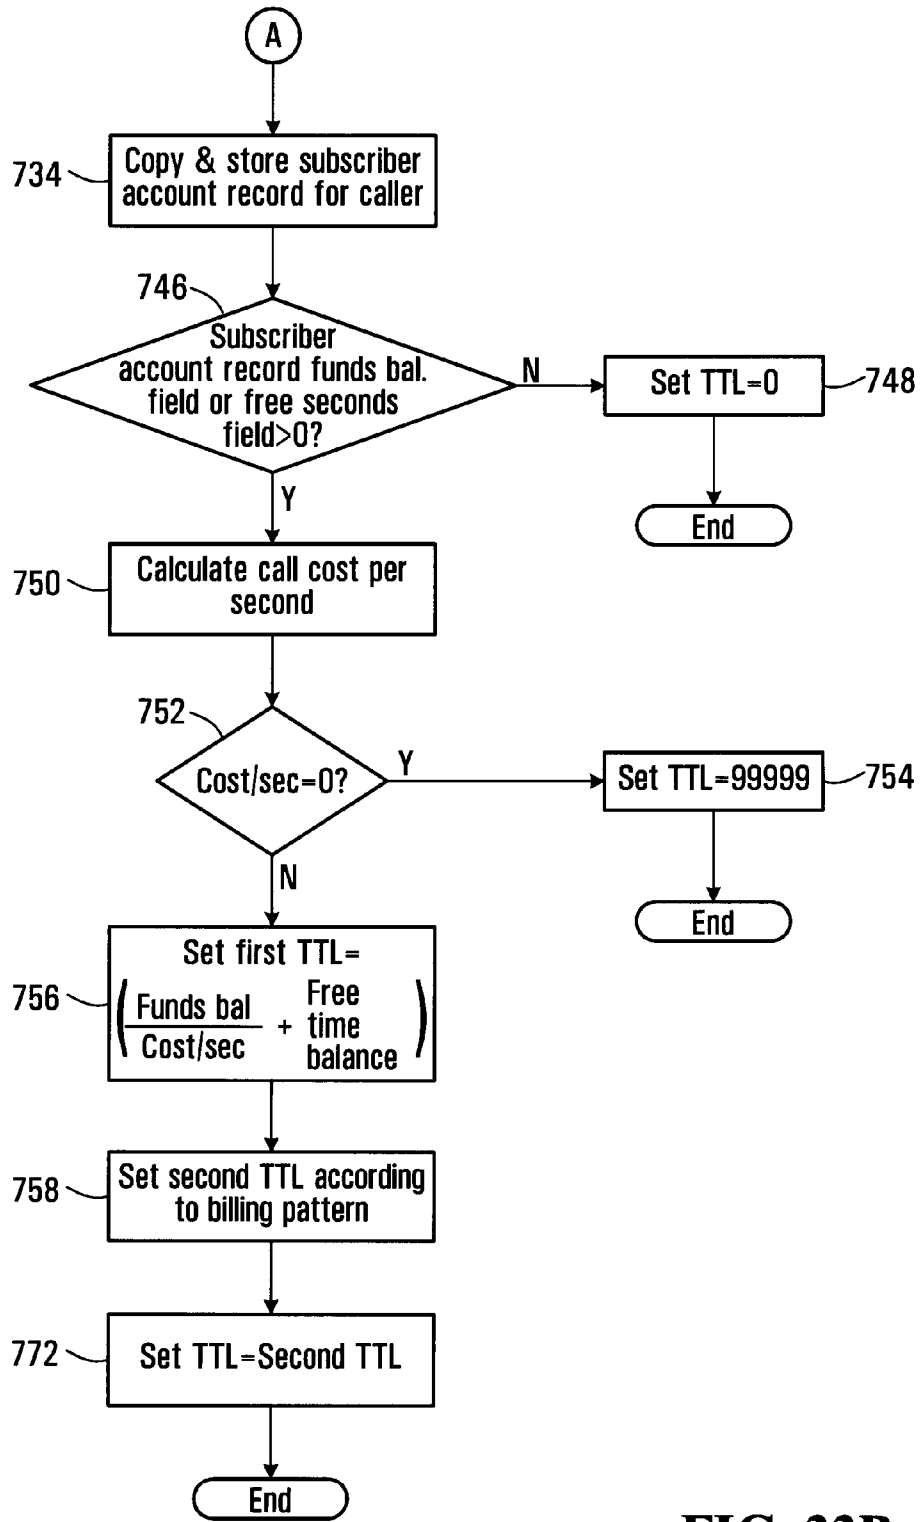 A
734
Copy & store subscriber
account record for caller
746
Subscriber
account record funds bal.
field or free seconds
field>0?
N
Set TTL=0
748
Y
End
750
Calculate call cost per
second
752
Cost/sec=0?
Y
Set TTL=99999
754
N
End
756
Set first TTL=
( Funds bal
Cost/sec
+
Free
time
balance )
758
Set second TTL according
to billing pattern
772
Set TTL=Second TTL
End